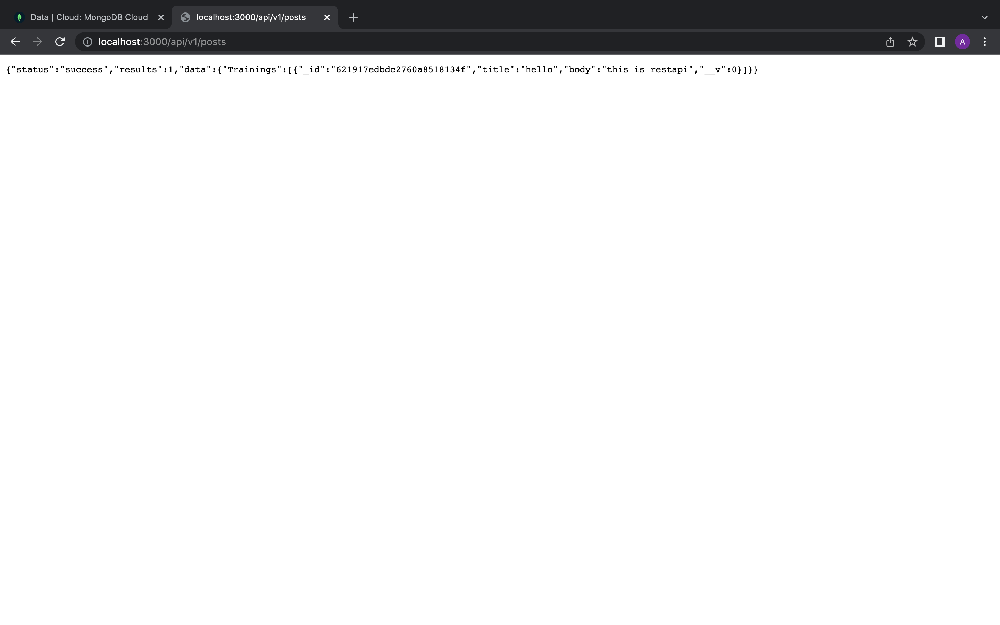 Data | Cloud: MongoDB Cloud
localhost:3000/api/v1/posts
localhost:3000/api/v1/posts
A
{"status":"success","results":1,"data":{"Trainings":[{"_id":"621917edbdc2760a8518134f","title":"hello","body":"this is restapi","__v":0}]}}